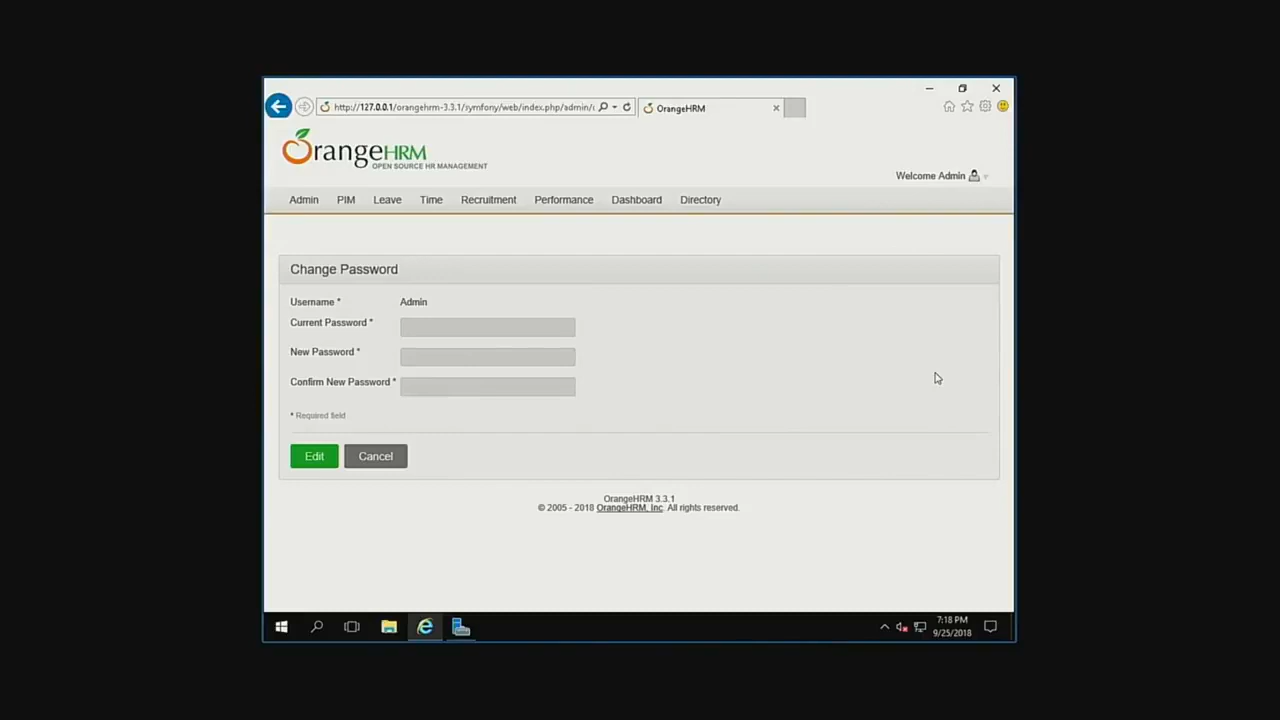 http://127.0.0.1/orangehrm-3.3.1/symfony/web/index.php/admin/
OrangeHRM
OrangeHRM
OPEN SOURCE HR MANAGEMENT
Welcome Admin
Admin PIM Leave Time Recruitment Performance Dashboard Directory
Change Password
Username * Admin
Current Password *
New Password *
Confirm New Password *
* Required field
Edit Cancel
OrangeHRM 3.3.1
© 2005 - 2018 OrangeHRM, Inc. All rights reserved.
7:18 PM
9/25/2018